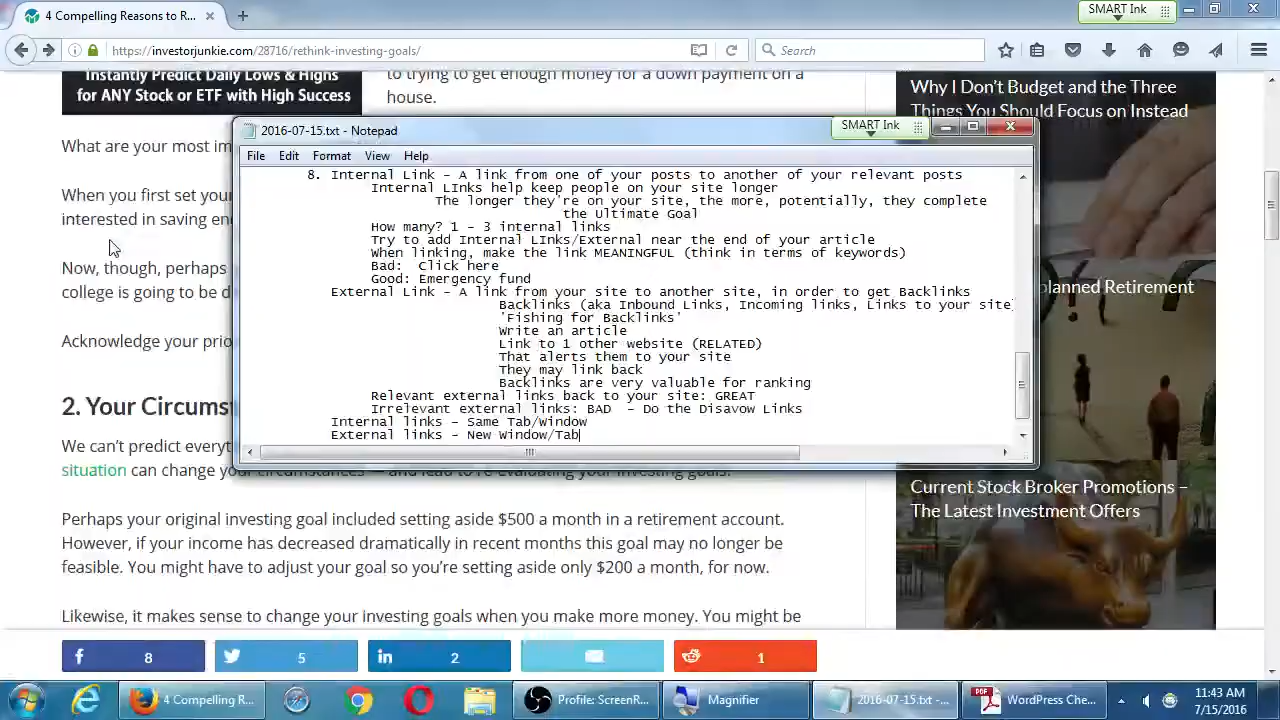 4 Compelling Reasons to R...
SMART Ink
https://investorjunkie.com/28716/rethink-investing-goals/
Search
Instantly Predict Daily Lows & Highs
for ANY Stock or ETF with High Success
to trying to get enough money for a down payment on a
house.
What are your most im
When you first set your
interested in saving
Now, though, perhaps
college is going to be
Acknowledge your
2. Your
We can't predict
situation can change your circumstances — and lead to re-evaluating your investing goals.
Perhaps your original investing goal included setting aside $500 a month in a retirement account.
However, if your income has decreased dramatically in recent months this goal may no longer be
feasible. You might have to adjust your goal so you're setting aside only $200 a month, for now.
Likewise, it makes sense to change your investing goals when you make more money. You might be
2016-07-15.txt - Notepad
SMART Ink
File Edit Format View Help
8. Internal Link - A link from one of your posts to another of your relevant posts
Internal LInks help keep people on your site longer
The longer they're on your site, the more, potentially, they complete
the Ultimate Goal
How many? 1 - 3 internal links
Try to add Internal LInks/External near the end of your article
When linking, make the link MEANINGFUL (think in terms of keywords)
Bad: Click here
Good: Emergency fund
External Link - A link from your site to another site, in order to get Backlinks
Backlinks (aka Inbound Links, Incoming links, Links to your site)
'Fishing for Backlinks'
Write an article
Link to 1 other website (RELATED)
That alerts them to your site
They may link back
Backlinks are very valuable for ranking
Relevant external links back to your site: GREAT
Irrelevant external links: BAD - Do the Disavow Links
Internal links - Same Tab/Window
External links - New Window/Tab
Why I Don't Budget and the Three
Things You Should Focus on Instead
planned Retirement
Current Stock Broker Promotions –
The Latest Investment Offers
8
5
in 2
1
4 Compelling Reas...
Profile: ScreenR...
Magnifier
2016-07-15.txt -...
PDF
WordPress Che...
11:43 AM
7/15/2016